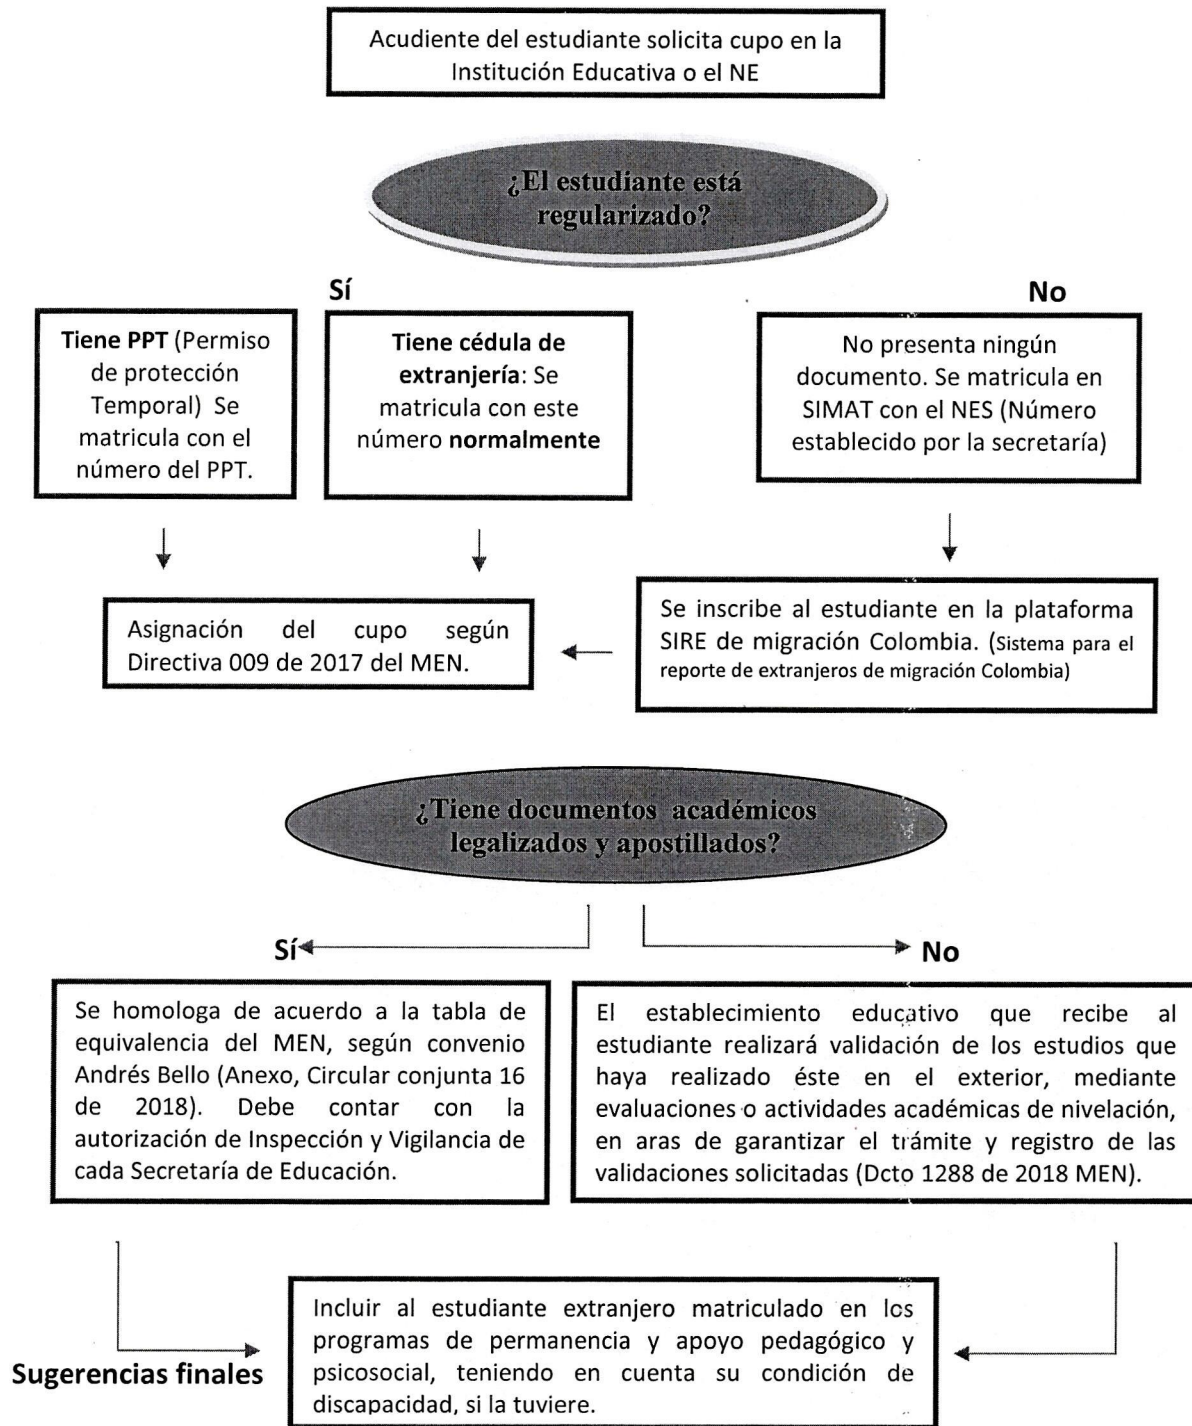 Acudiente del estudiante solicita cupo en la
Institución Educativa o el NE
¿El estudiante está
regularizado?
Sí
No
Tiene PPT (Permiso
de protección
Temporal) Se
matricula con el
número del PPT.
Tiene cédula de
extranjería: Se
matricula con este
número normalmente
No presenta ningún
documento. Se matricula en
SIMAT con el NES (Número
establecido por la secretaría)
Asignación del cupo según
Directiva 009 de 2017 del MEN.
Se inscribe al estudiante en la plataforma
SIRE de migración Colombia. (Sistema para el
reporte de extranjeros de migración Colombia)
¿Tiene documentos académicos
legalizados y apostillados?
Sí
No
Se homologa de acuerdo a la tabla de
equivalencia del MEN, según convenio
Andrés Bello (Anexo, Circular conjunta 16
de 2018). Debe contar con la
autorización de Inspección y Vigilancia de
cada Secretaría de Educación.
El establecimiento educativo que recibe al
estudiante realizará validación de los estudios que
haya realizado éste en el exterior, mediante
evaluaciones o actividades académicas de nivelación,
en aras de garantizar el trámite y registro de las
validaciones solicitadas (Dcto 1288 de 2018 MEN).
Sugerencias finales
Incluir al estudiante extranjero matriculado en los
programas de permanencia y apoyo pedagógico y
psicosocial, teniendo en cuenta su condición de
discapacidad, si la tuviere.